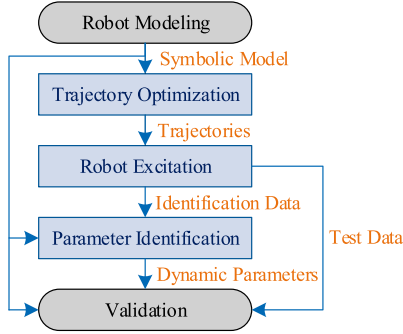 Robot Modeling
Symbolic Model
Trajectory Optimization
Trajectories
Robot Excitation
Identification Data
Parameter Identification
Test Data
Dynamic Parameters
Validation